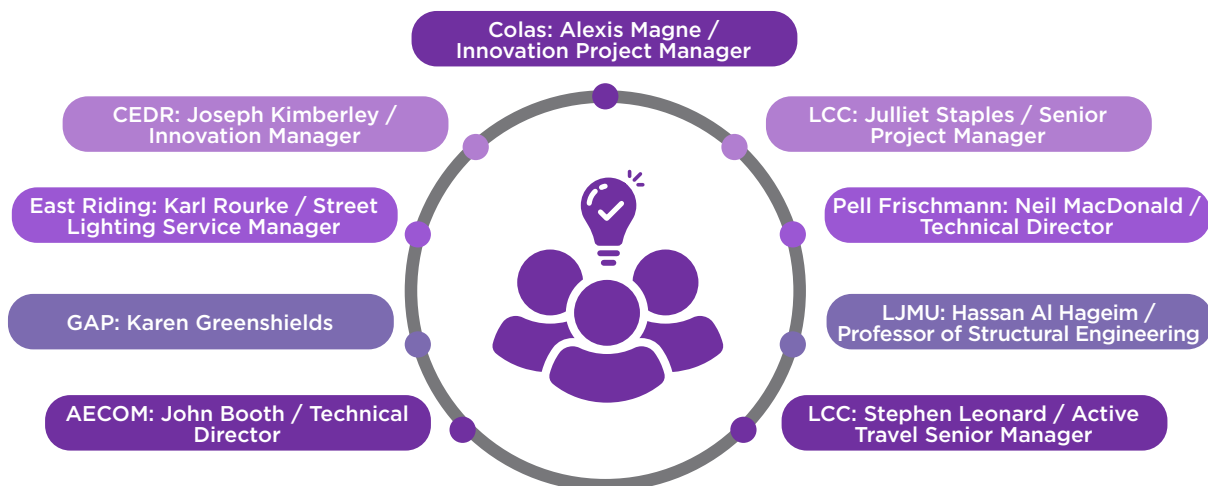 Colas: Alexis Magne /
Innovation Project Manager
CEDR: Joseph Kimberley /
Innovation Manager
LCC: Julliet Staples / Senior
Project Manager
East Riding: Karl Rourke / Street
Lighting Service Manager
Pell Frischmann: Neil MacDonald /
Technical Director
GAP: Karen Greenshields
LJMU: Hassan Al Hageim /
Professor of Structural Engineering
AECOM: John Booth / Technical
Director
LCC: Stephen Leonard / Active
Travel Senior Manager